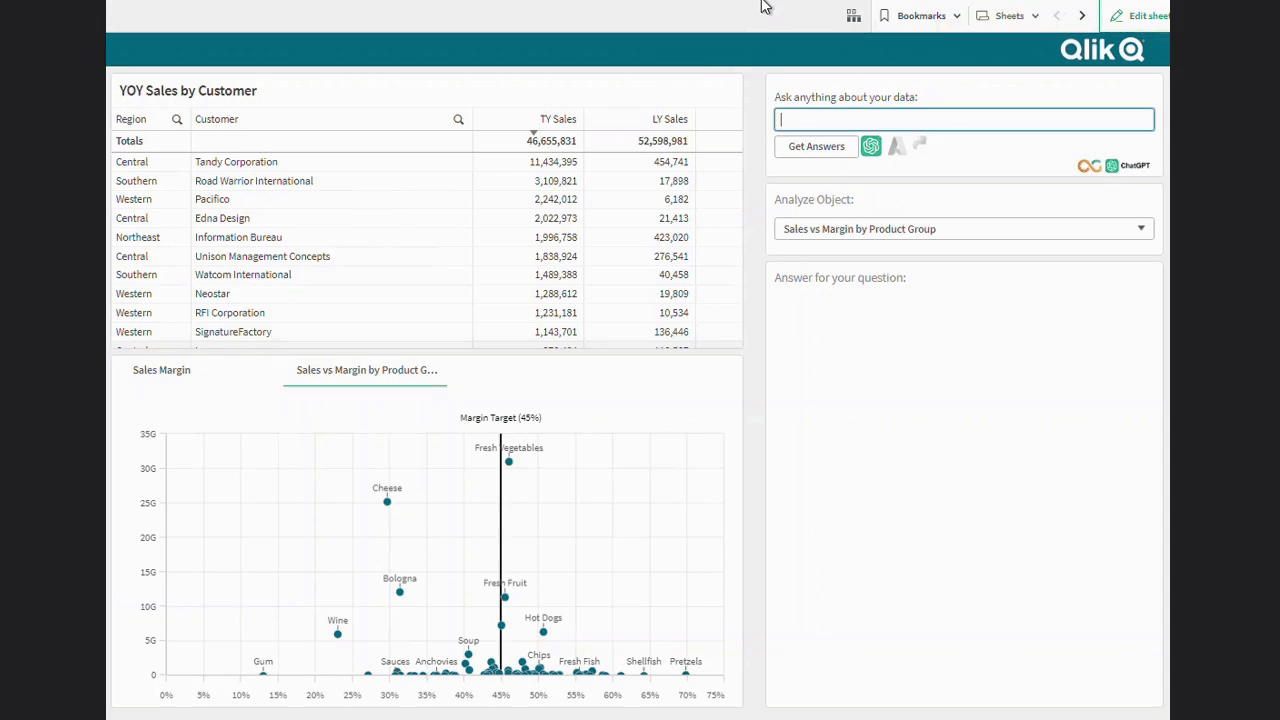 Bookmarks Sheets Edit sheet
Qlik
YOY Sales by Customer
Region Customer TY Sales LY Sales
Totals 46,655,831 52,598,981
Central Tandy Corporation 11,434,395 454,741
Southern Road Warrior International 3,109,821 17,898
Western Pacifico 2,242,012 6,182
Central Edna Design 2,022,973 21,413
Northeast Information Bureau 1,996,758 423,020
Central Unison Management Concepts 1,838,924 276,541
Southern Watcom International 1,489,388 40,458
Western Neostar 1,288,612 19,809
Western RFI Corporation 1,231,181 10,534
Western SignatureFactory 1,143,701 136,446
Ask anything about your data:
Get Answers
ChatGPT
Analyze Object:
Sales vs Margin by Product Group
Answer for your question:
Sales Margin Sales vs Margin by Product G...
Margin Target (45%)
35G
Fresh Vegetables
30G
Cheese
25G
20G
15G
Bologna
Fresh Fruit
10G
Wine
Hot Dogs
5G
Soup
Chips
Gum Sauces Anchovies Fresh Fish Shellfish Pretzels
0
0% 5% 10% 15% 20% 25% 30% 35% 40% 45% 50% 55% 60% 65% 70% 75%